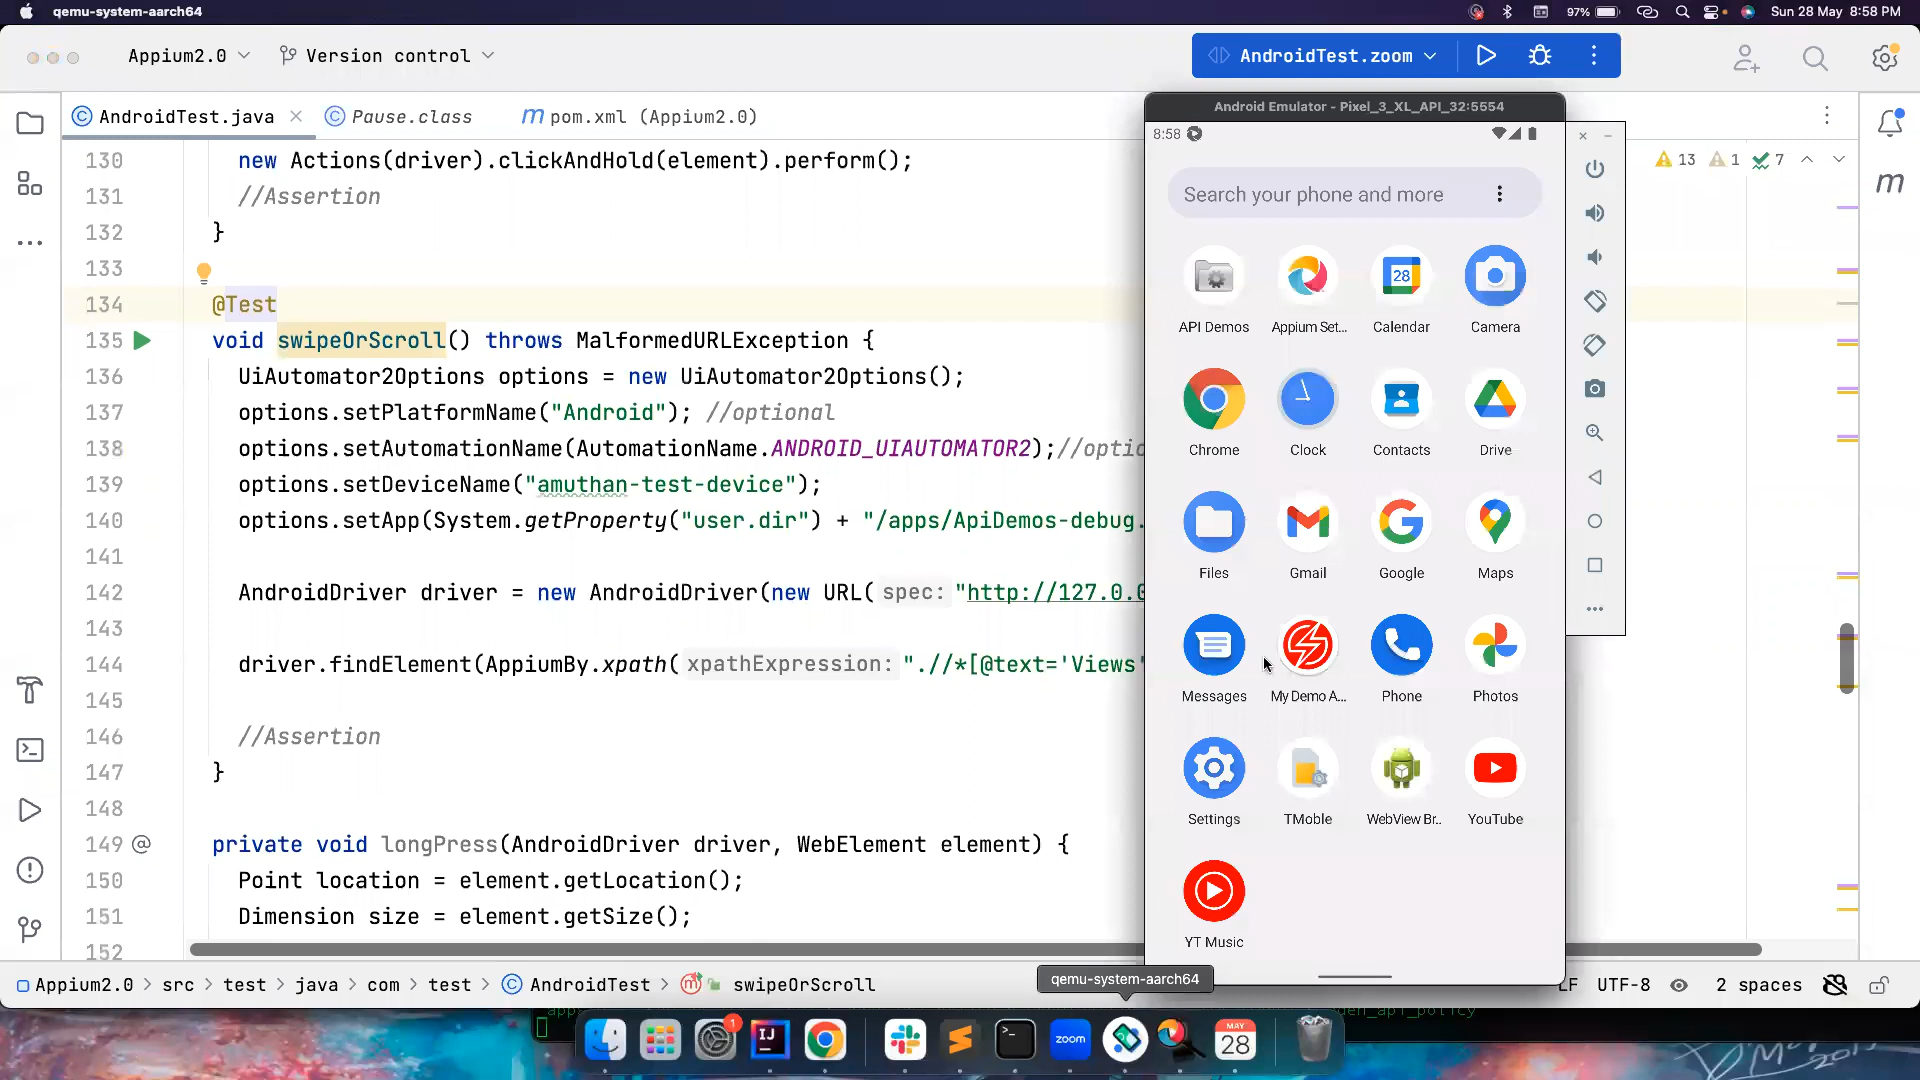 qemu-system-aarch64
97%
Sun 28 May 8:58 PM
Appium2.0
Version control
AndroidTest.zoom
AndroidTest.java
Pause.class
pom.xml (Appium2.0)
13
1
7
130 new Actions(driver).clickAndHold(element).perform();
131 //Assertion
132 }
133
134 @Test
135 void swipeOrScroll() throws MalformedURLException {
136 UiAutomator2Options options = new UiAutomator2Options();
137 options.setPlatformName("Android"); //optional
138 options.setAutomationName(AutomationName.ANDROID_UIAUTOMATOR2);//optio
139 options.setDeviceName("amuthan-test-device");
140 options.setApp(System.getProperty("user.dir") + "/apps/ApiDemos-debug.
141
142 AndroidDriver driver = new AndroidDriver(new URL( spec: "http://127.0.0
143
144 driver.findElement(AppiumBy.xpath( xpathExpression: ".//*[@text='Views'
145
146 //Assertion
147 }
148
149 @ private void longPress(AndroidDriver driver, WebElement element) {
150 Point location = element.getLocation();
151 Dimension size = element.getSize();
152
Android Emulator - Pixel_3_XL_API_32:5554
8:58
Search your phone and more
28
API Demos Appium Set... Calendar Camera
Chrome Clock Contacts Drive
Files Gmail Google Maps
Messages My Demo A... Phone Photos
Settings TMoble WebView Br.. YouTube
YT Music
Appium2.0 > src > test > java > com > test > AndroidTest > swipeOrScroll
qemu-system-aarch64
LF UTF-8 2 spaces
1
IJ
zoom
MAY
28